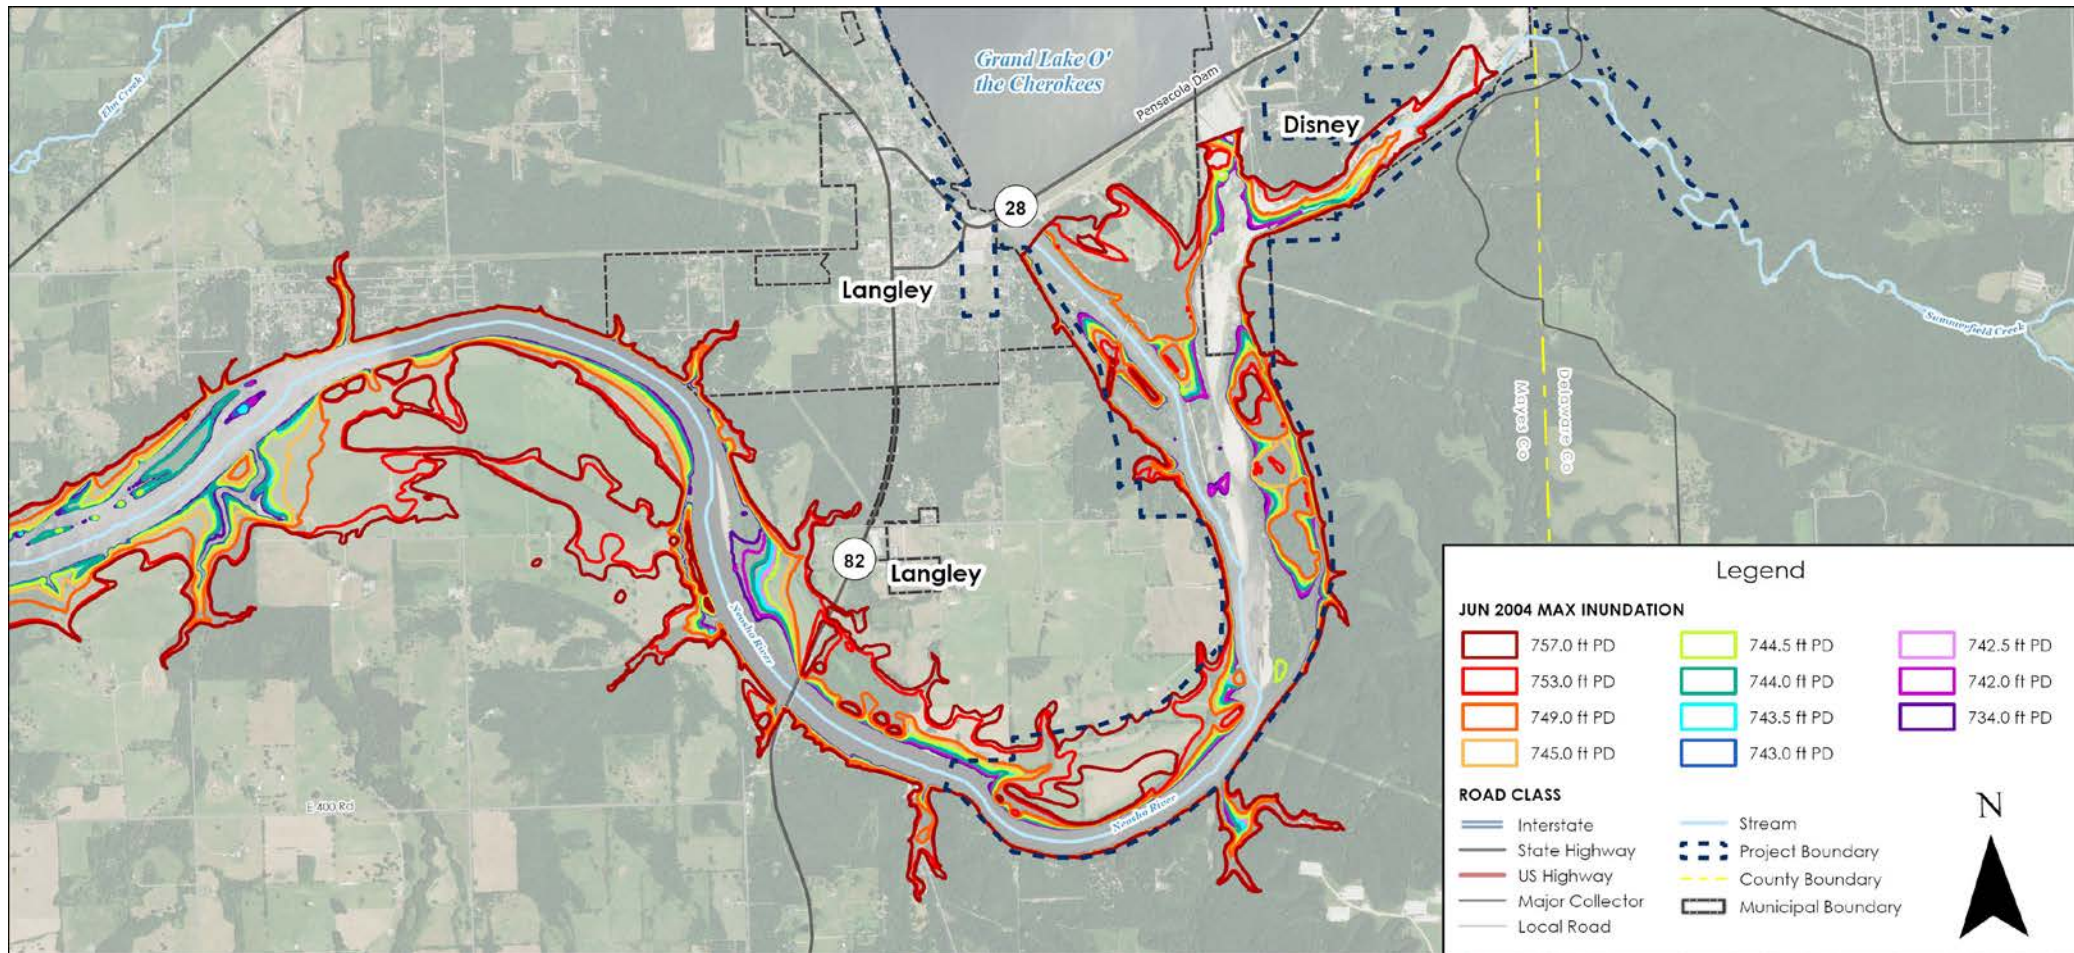 Elm Creek
Grand Lake O'
the Cherokees
Pensacola Dam
Disney
28
Langley
Summerfield Creek
Mayes Co
Delaware Co
82
Langley
Neosho River
Neosho River
E 400 Rd
Legend
JUN 2004 MAX INUNDATION
757.0 ft PD
753.0 ft PD
749.0 ft PD
745.0 ft PD
744.5 ft PD
744.0 ft PD
743.5 ft PD
743.0 ft PD
742.5 ft PD
742.0 ft PD
734.0 ft PD
ROAD CLASS
Interstate
State Highway
US Highway
Major Collector
Local Road
Stream
Project Boundary
County Boundary
Municipal Boundary
N